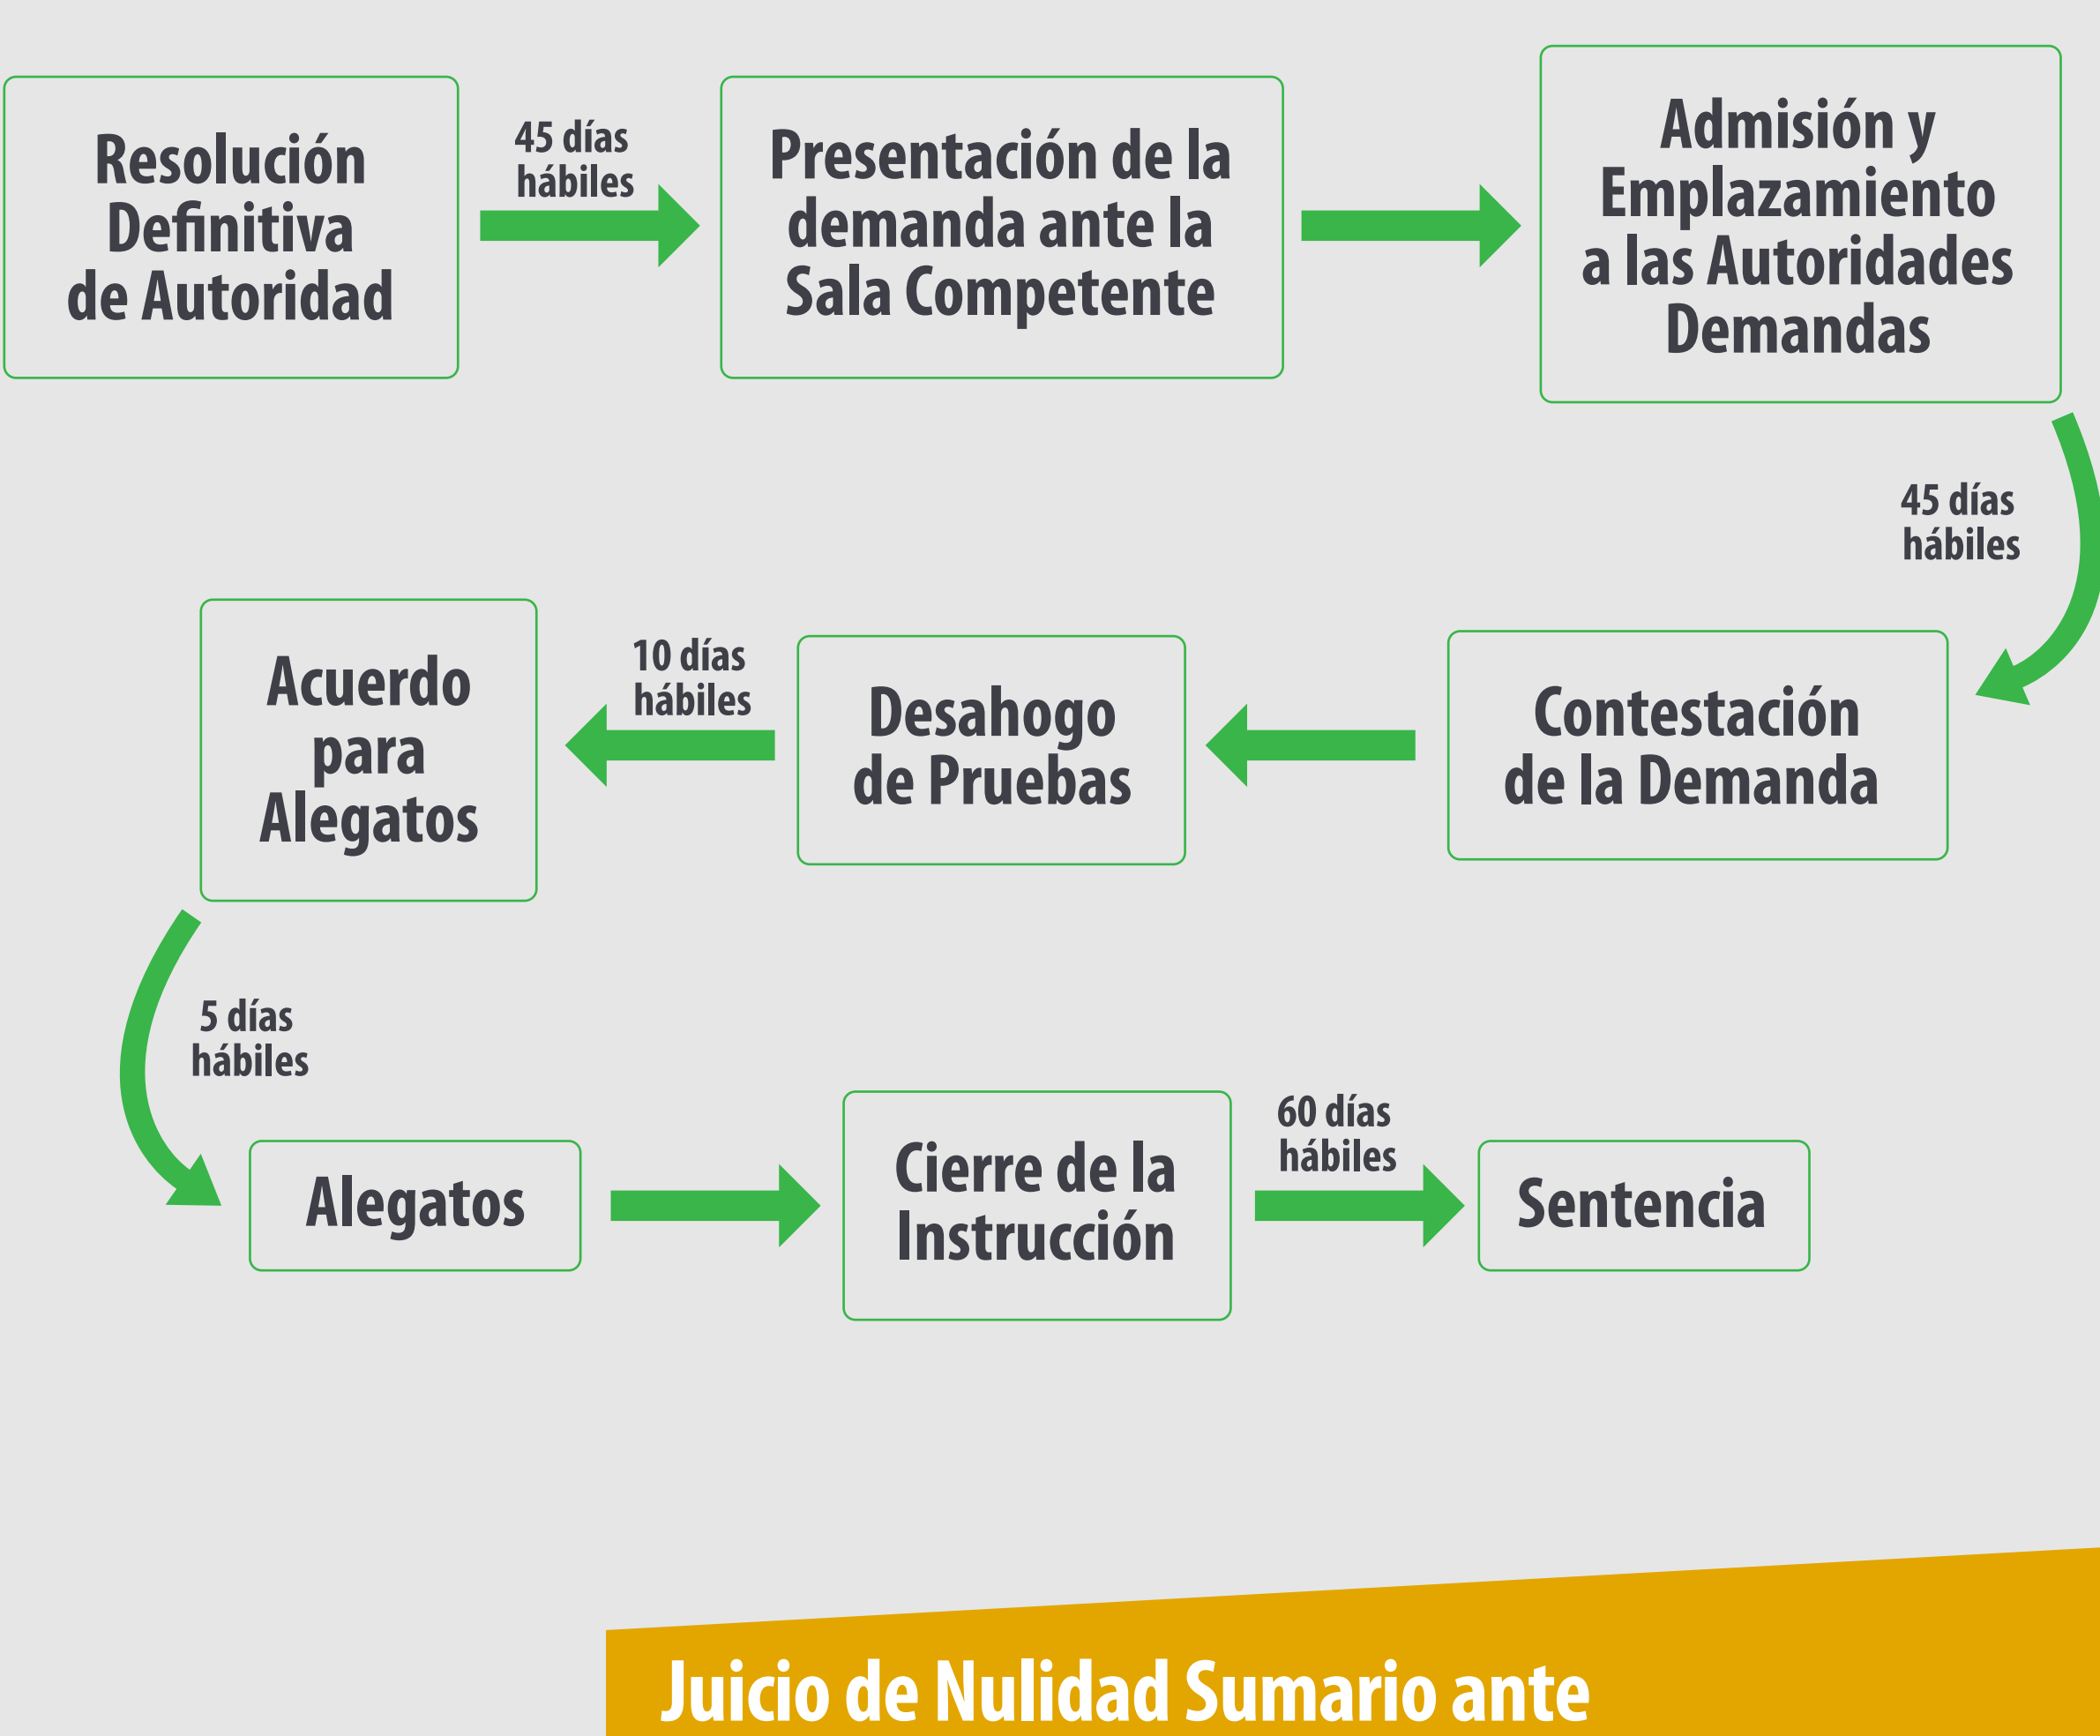 Resolución
Definitiva
de Autoridad
45 días
hábiles
Presentación de la
demanda ante la
Sala Competente
Admisión y
Emplazamiento
a las Autoridades
Demandas
45 días
hábiles
Contestación
de la Demanda
Desahogo
de Pruebas
10 días
hábiles
Acuerdo
para
Alegatos
5 días
hábiles
Alegatos
Cierre de la
Instrucción
60 días
hábiles
Sentencia
Juicio de Nulidad Sumario ante